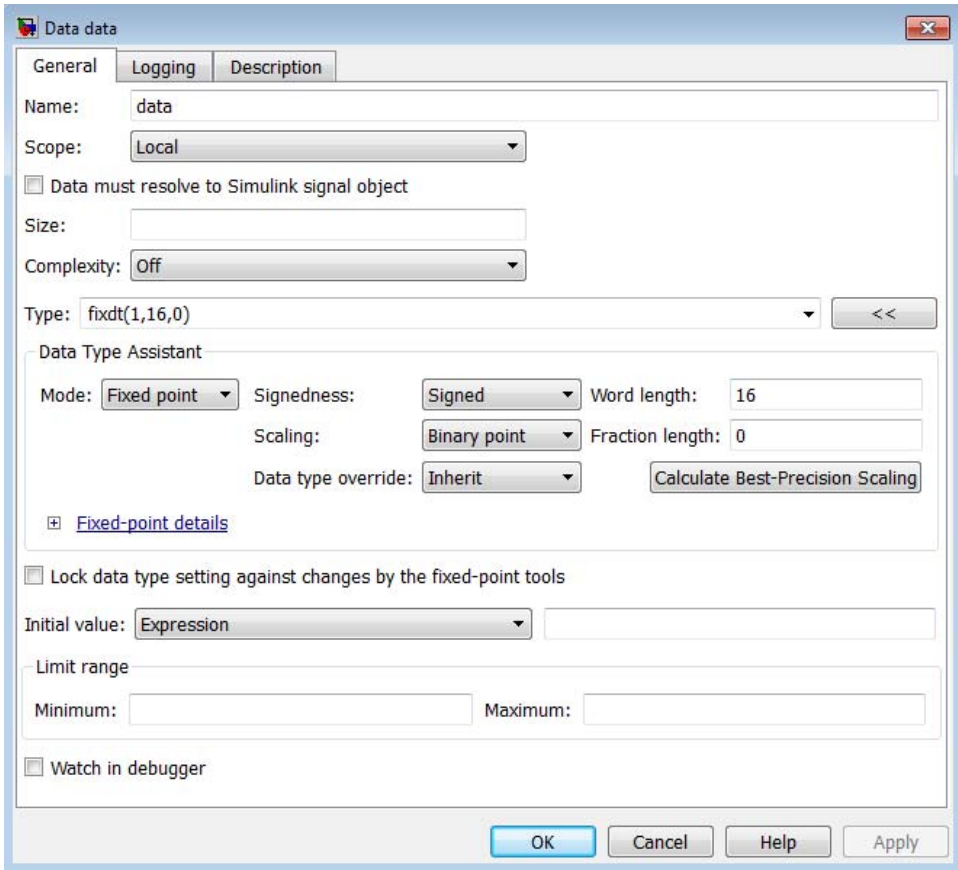 Data data
General Logging Description
Name: data
Scope: Local
Data must resolve to Simulink signal object
Size:
Complexity: Off
Type: fixdt(1,16,0) <<
Data Type Assistant
Mode: Fixed point Signedness: Signed Word length: 16
Scaling: Binary point Fraction length: 0
Data type override: Inherit Calculate Best-Precision Scaling
Fixed-point details
Lock data type setting against changes by the fixed-point tools
Initial value: Expression
Limit range
Minimum: Maximum:
Watch in debugger
OK Cancel Help Apply